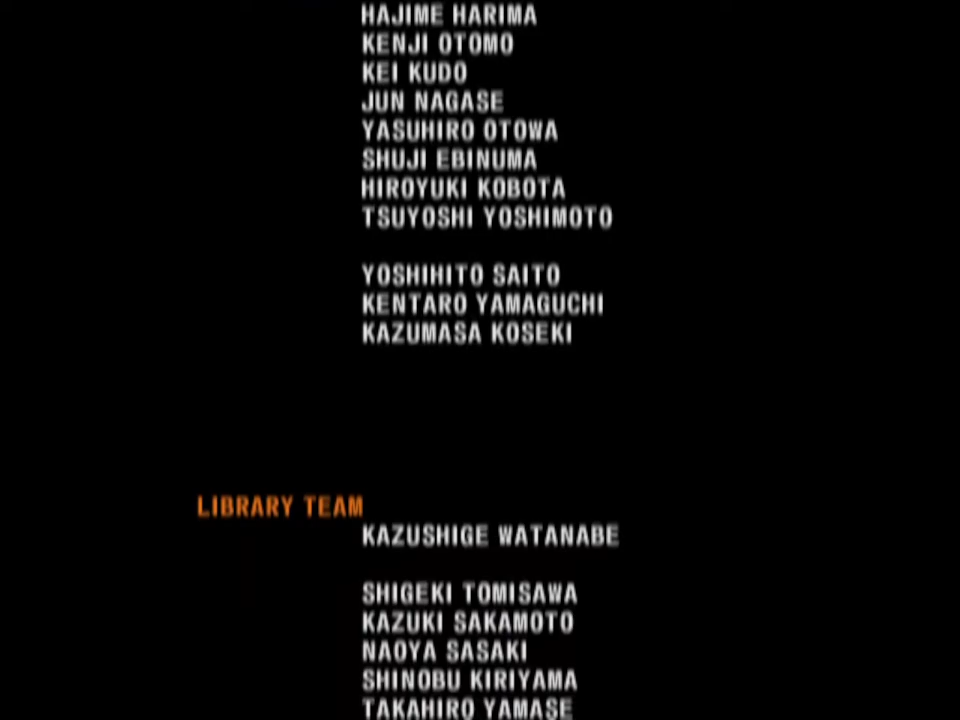 HAJIME HARIMA
KENJI OTOMO
KEI KUDO
JUN NAGASE
YASUHIRO OTOWA
SHUJI EBINUMA
HIROYUKI KOBOTA
TSUYOSHI YOSHIMOTO
YOSHIHITO SAITO
KENTARO YAMAGUCHI
KAZUMASA KOSEKI
LIBRARY TEAM
KAZUSHIGE WATANABE
SHIGEKI TOMISAWA
KAZUKI SAKAMOTO
NAOYA SASAKI
SHINOBU KIRIYAMA
TAKAHIRO YAMASE